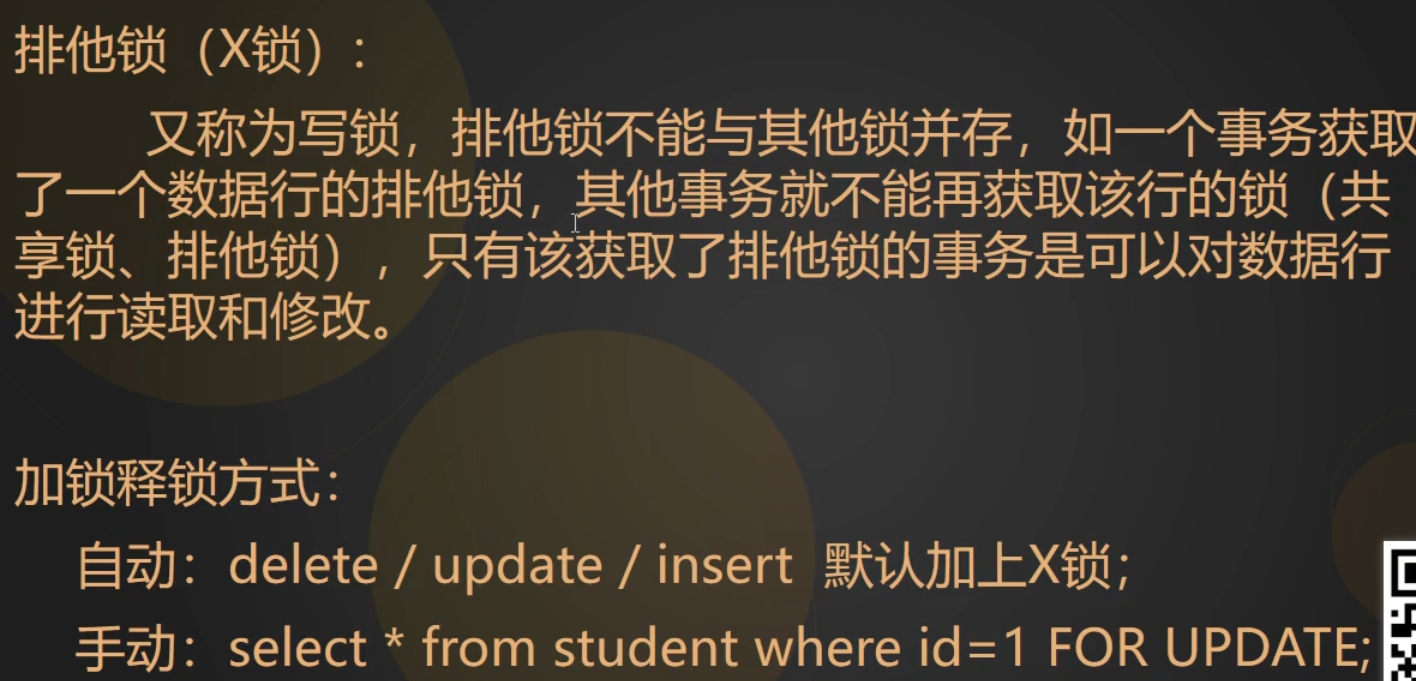 排他锁（X锁）：
又称为写锁，排他锁不能与其他锁并存，如一个事务获取
了一个数据行的排他锁，其他事务就不能再获取该行的锁（共
享锁、排他锁），只有该获取了排他锁的事务是可以对数据行
进行读取和修改。
加锁释锁方式：
自动：delete / update / insert 默认加上X锁；
手动：select * from student where id=1 FOR UPDATE;